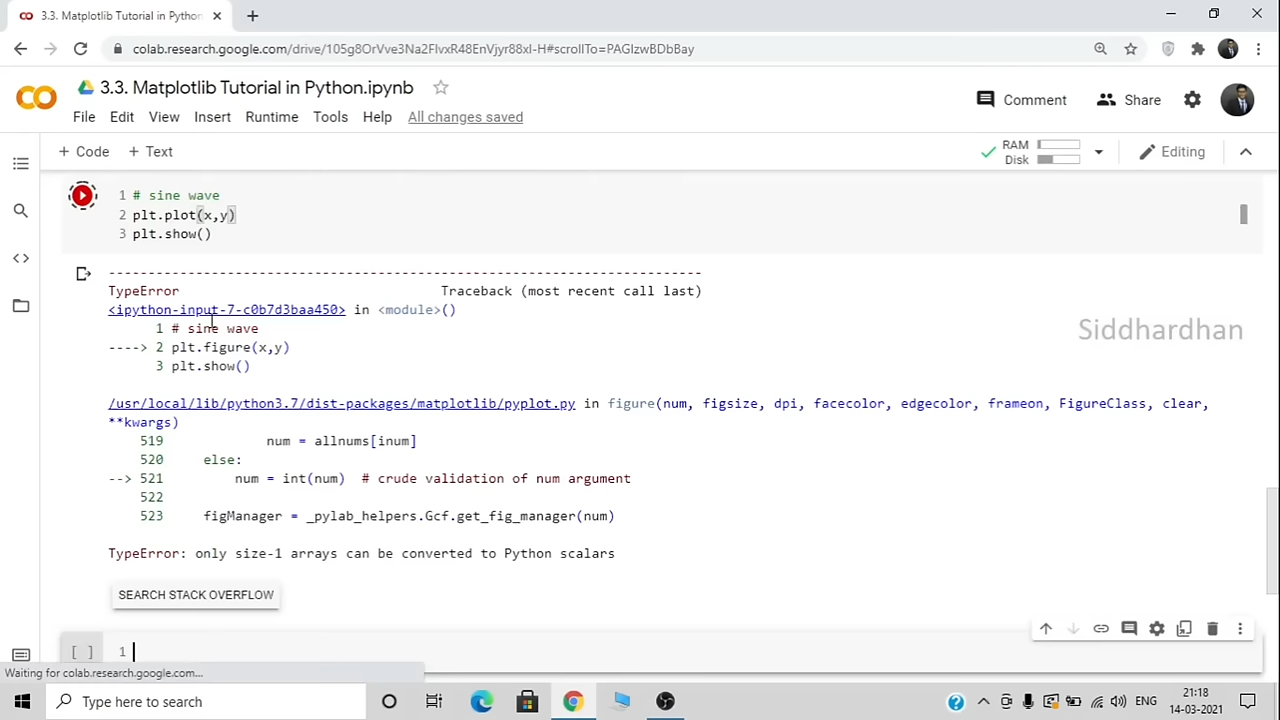 3.3. Matplotlib Tutorial in Python
colab.research.google.com/drive/105g8OrVve3Na2FlvxR48EnVjyr88xI-H#scrollTo=PAGIzwBDbBay
3.3. Matplotlib Tutorial in Python.ipynb
Comment
Share
File Edit View Insert Runtime Tools Help All changes saved
+ Code + Text
RAM
Disk
Editing
1 # sine wave
2 plt.plot(x,y)
3 plt.show()
---------------------------------------------------------------------------
TypeError Traceback (most recent call last)
<ipython-input-7-c0b7d3baa450> in <module>()
1 # sine wave
----> 2 plt.figure(x,y)
3 plt.show()
Siddhardhan
/usr/local/lib/python3.7/dist-packages/matplotlib/pyplot.py in figure(num, figsize, dpi, facecolor, edgecolor, frameon, FigureClass, clear,
**kwargs)
519 num = allnums[inum]
520 else:
--> 521 num = int(num) # crude validation of num argument
522
523 figManager = _pylab_helpers.Gcf.get_fig_manager(num)
TypeError: only size-1 arrays can be converted to Python scalars
SEARCH STACK OVERFLOW
[ ] 1
Waiting for colab.research.google.com...
Type here to search
ENG
21:18
14-03-2021